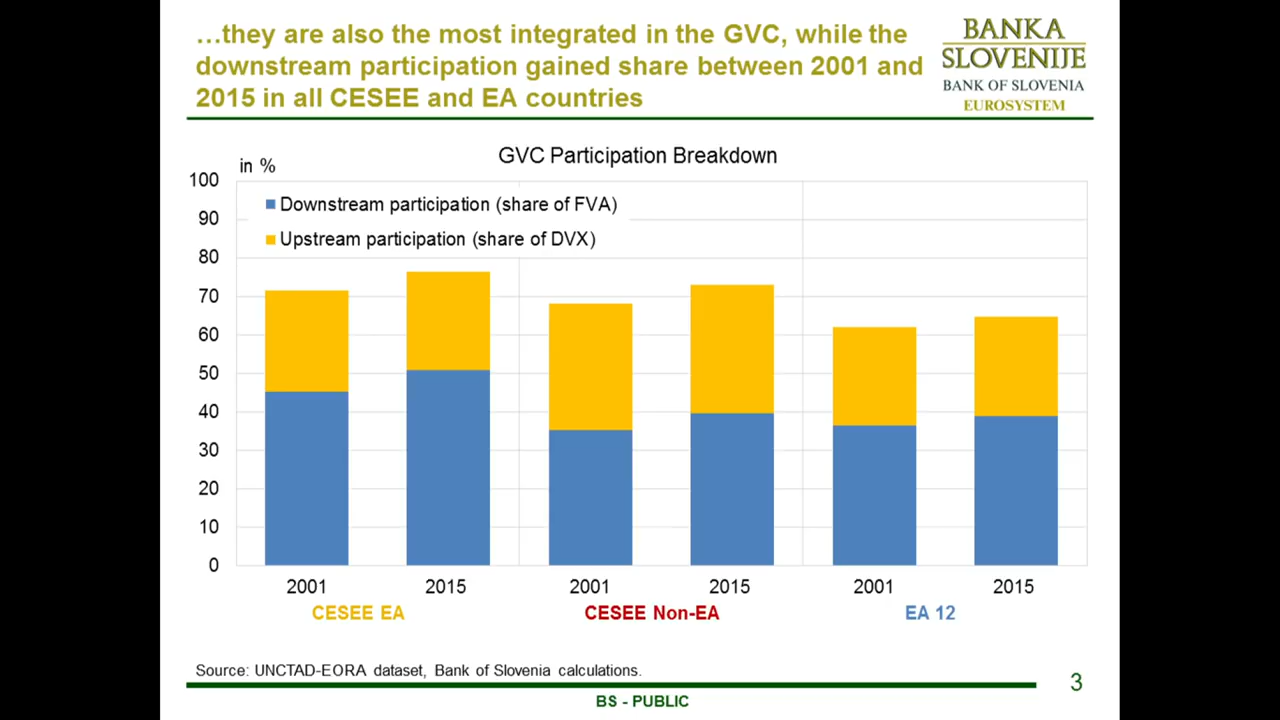 …they are also the most integrated in the GVC, while the
downstream participation gained share between 2001 and
2015 in all CESEE and EA countries
BANKA
SLOVENIJE
BANK OF SLOVENIA
EUROSYSTEM
GVC Participation Breakdown
in %
100
90
80
70
60
50
40
30
20
10
0
Downstream participation (share of FVA)
Upstream participation (share of DVX)
2001 2015 2001 2015 2001 2015
CESEE EA CESEE Non-EA EA 12
Source: UNCTAD-EORA dataset, Bank of Slovenia calculations.
3
BS - PUBLIC